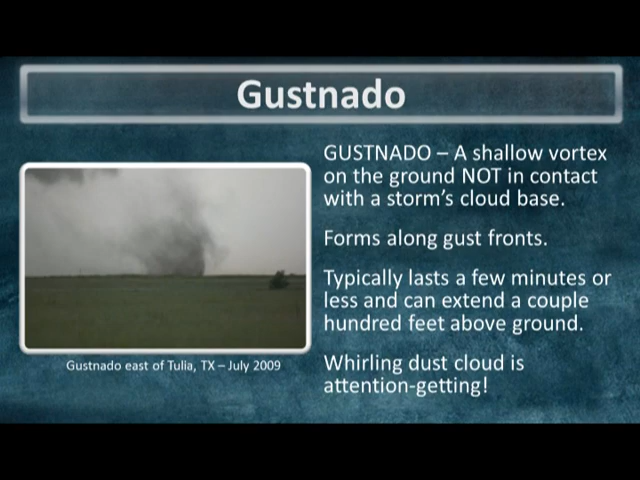 Gustnado
GUSTNADO – A shallow vortex
on the ground NOT in contact
with a storm's cloud base.
Forms along gust fronts.
Typically lasts a few minutes or
less and can extend a couple
hundred feet above ground.
Whirling dust cloud is
attention-getting!
Gustnado east of Tulia, TX – July 2009